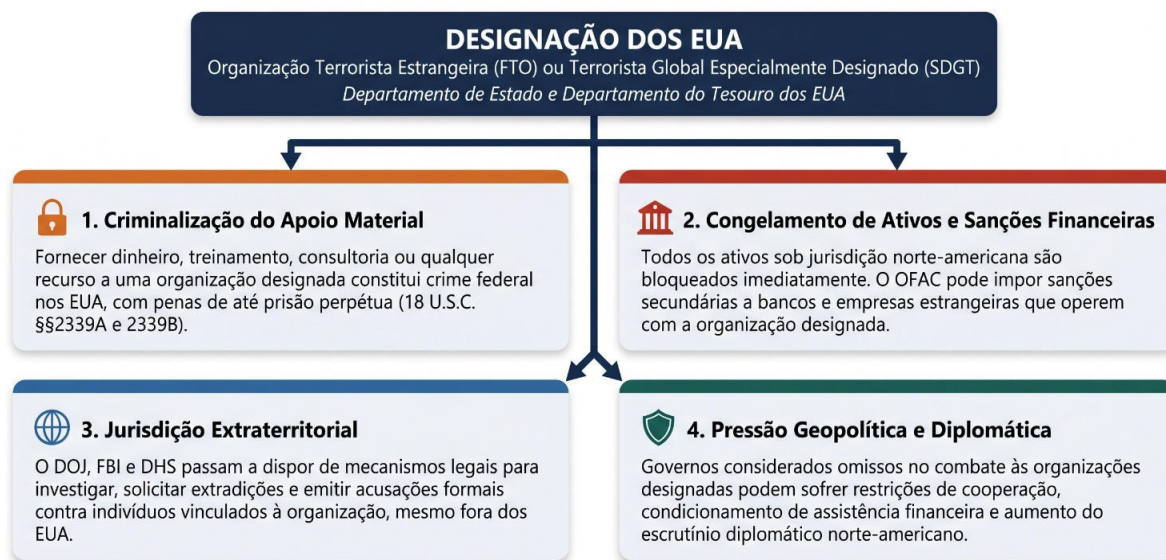 DESIGNAÇÃO DOS EUA
Organização Terrorista Estrangeira (FTO) ou Terrorista Global Especialmente Designado (SDGT)
Departamento de Estado e Departamento do Tesouro dos EUA
1. Criminalização do Apoio Material
Fornecer dinheiro, treinamento, consultoria ou qualquer
recurso a uma organização designada constitui crime federal
nos EUA, com penas de até prisão perpétua (18 U.S.C.
§§2339A e 2339B).
2. Congelamento de Ativos e Sanções Financeiras
Todos os ativos sob jurisdição norte-americana são
bloqueados imediatamente. O OFAC pode impor sanções
secundárias a bancos e empresas estrangeiras que operem
com a organização designada.
3. Jurisdição Extraterritorial
O DOJ, FBI e DHS passam a dispor de mecanismos legais para
investigar, solicitar extradições e emitir acusações formais
contra indivíduos vinculados à organização, mesmo fora dos
EUA.
4. Pressão Geopolítica e Diplomática
Governos considerados omissos no combate às organizações
designadas podem sofrer restrições de cooperação,
condicionamento de assistência financeira e aumento do
escrutínio diplomático norte-americano.